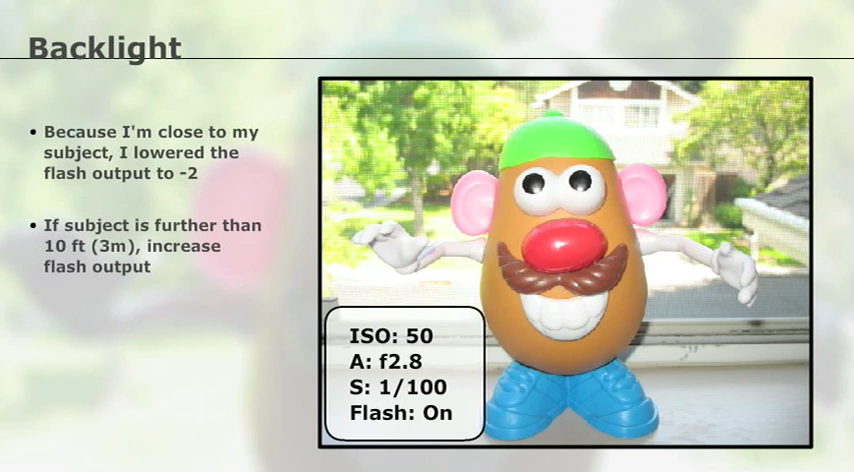 Backlight
• Because I'm close to my
subject, I lowered the
flash output to -2
• If subject is further than
10 ft (3m), increase
flash output
ISO: 50
A: f2.8
S: 1/100
Flash: On